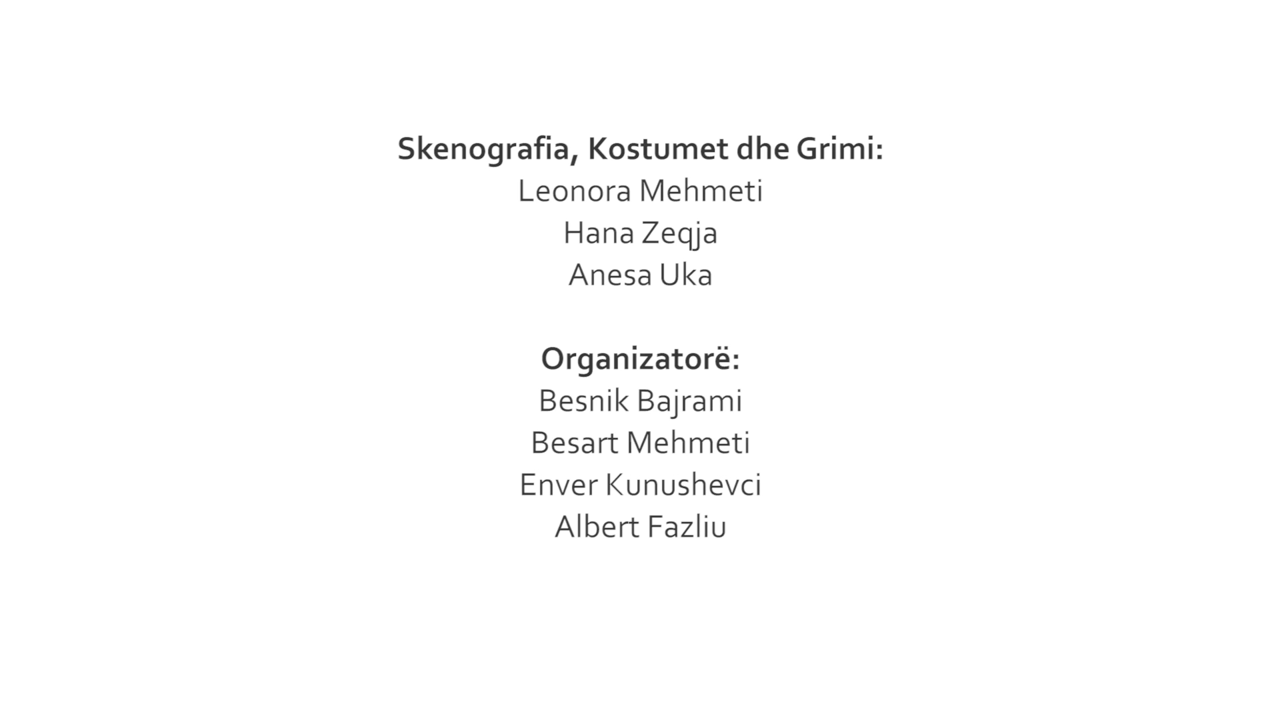 Skenografia, Kostumet dhe Grimi:
Leonora Mehmeti
Hana Zeqja
Anesa Uka
Organizatorë:
Besnik Bajrami
Besart Mehmeti
Enver Kunushevci
Albert Fazliu